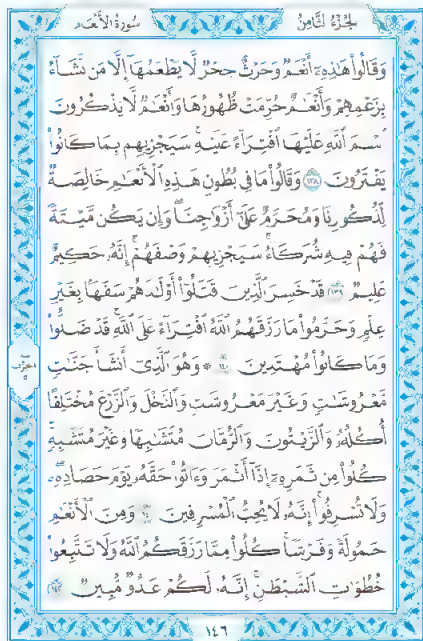 الجزء الثامن
سورة الأنعام
وَقَالُوا۟ هَٰذِهِۦٓ أَنْعَٰمٌ وَحَرْثٌ حِجْرٌ لَّا يَطْعَمُهَآ إِلَّا مَن نَّشَآءُ
بِزَعْمِهِمْ وَأَنْعَٰمٌ حُرِّمَتْ ظُهُورُهَا وَأَنْعَٰمٌ لَّا يَذْكُرُونَ
ٱسْمَ ٱللَّهِ عَلَيْهَا ٱفْتِرَآءً عَلَيْهِ ۚ سَيَجْزِيهِم بِمَا كَانُوا۟
يَفْتَرُونَ ١٣٨ وَقَالُوا۟ مَا فِى بُطُونِ هَٰذِهِ ٱلْأَنْعَٰمِ خَالِصَةٌ
لِّذُكُورِنَا وَمُحَرَّمٌ عَلَىٰٓ أَزْوَٰجِنَا ۖ وَإِن يَكُن مَّيْتَةً
فَهُمْ فِيهِ شُرَكَآءُ ۚ سَيَجْزِيهِمْ وَصْفَهُمْ ۚ إِنَّهُۥ حَكِيمٌ
عَلِيمٌ ١٣٩ قَدْ خَسِرَ ٱلَّذِينَ قَتَلُوٓا۟ أَوْلَٰدَهُمْ سَفَهًۢا بِغَيْرِ
عِلْمٍ وَحَرَّمُوا۟ مَا رَزَقَهُمُ ٱللَّهُ ٱفْتِرَآءً عَلَى ٱللَّهِ ۚ قَدْ ضَلُّوا۟
وَمَا كَانُوا۟ مُهْتَدِينَ ١٤٠ ۞ وَهُوَ ٱلَّذِىٓ أَنشَأَ جَنَّٰتٍ
مَّعْرُوشَٰتٍ وَغَيْرَ مَعْرُوشَٰتٍ وَٱلنَّخْلَ وَٱلزَّرْعَ مُخْتَلِفًا
أُكُلُهُۥ وَٱلزَّيْتُونَ وَٱلرُّمَّانَ مُتَشَٰبِهًا وَغَيْرَ مُتَشَٰبِهٍ ۚ
كُلُوا۟ مِن ثَمَرِهِۦٓ إِذَآ أَثْمَرَ وَءَاتُوا۟ حَقَّهُۥ يَوْمَ حَصَادِهِۦ ۖ
وَلَا تُسْرِفُوٓا۟ ۚ إِنَّهُۥ لَا يُحِبُّ ٱلْمُسْرِفِينَ ١٤١ وَمِنَ ٱلْأَنْعَٰمِ
حَمُولَةً وَفَرْشًا ۚ كُلُوا۟ مِمَّا رَزَقَكُمُ ٱللَّهُ وَلَا تَتَّبِعُوا۟
خُطُوَٰتِ ٱلشَّيْطَٰنِ ۚ إِنَّهُۥ لَكُمْ عَدُوٌّ مُّبِينٌ ١٤٢
١٤٦